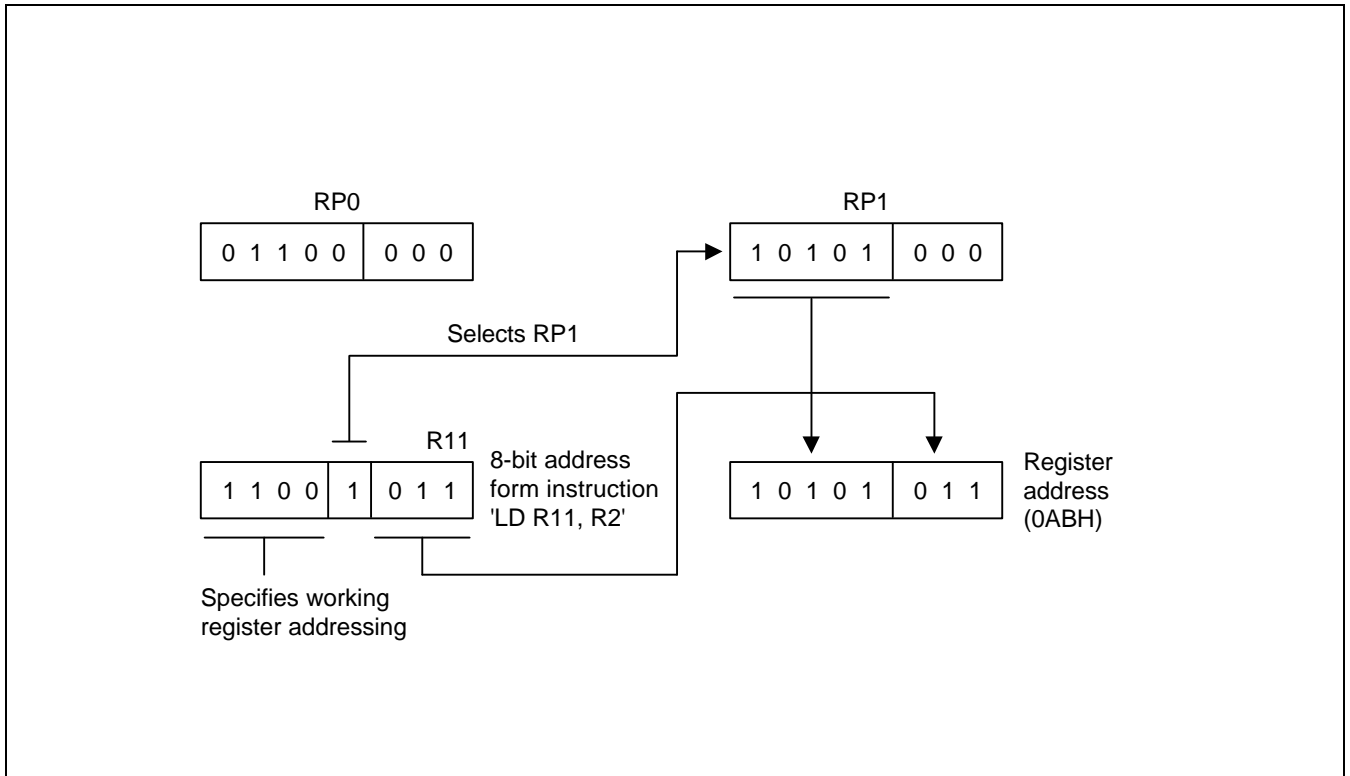 RP0
RP1
0 1 1 0 0 0 0 0
1 0 1 0 1 0 0 0
Selects RP1
R11
1 1 0 0 1 0 1 1
8-bit address
form instruction
'LD R11, R2'
1 0 1 0 1 0 1 1
Register
address
(0ABH)
Specifies working
register addressing